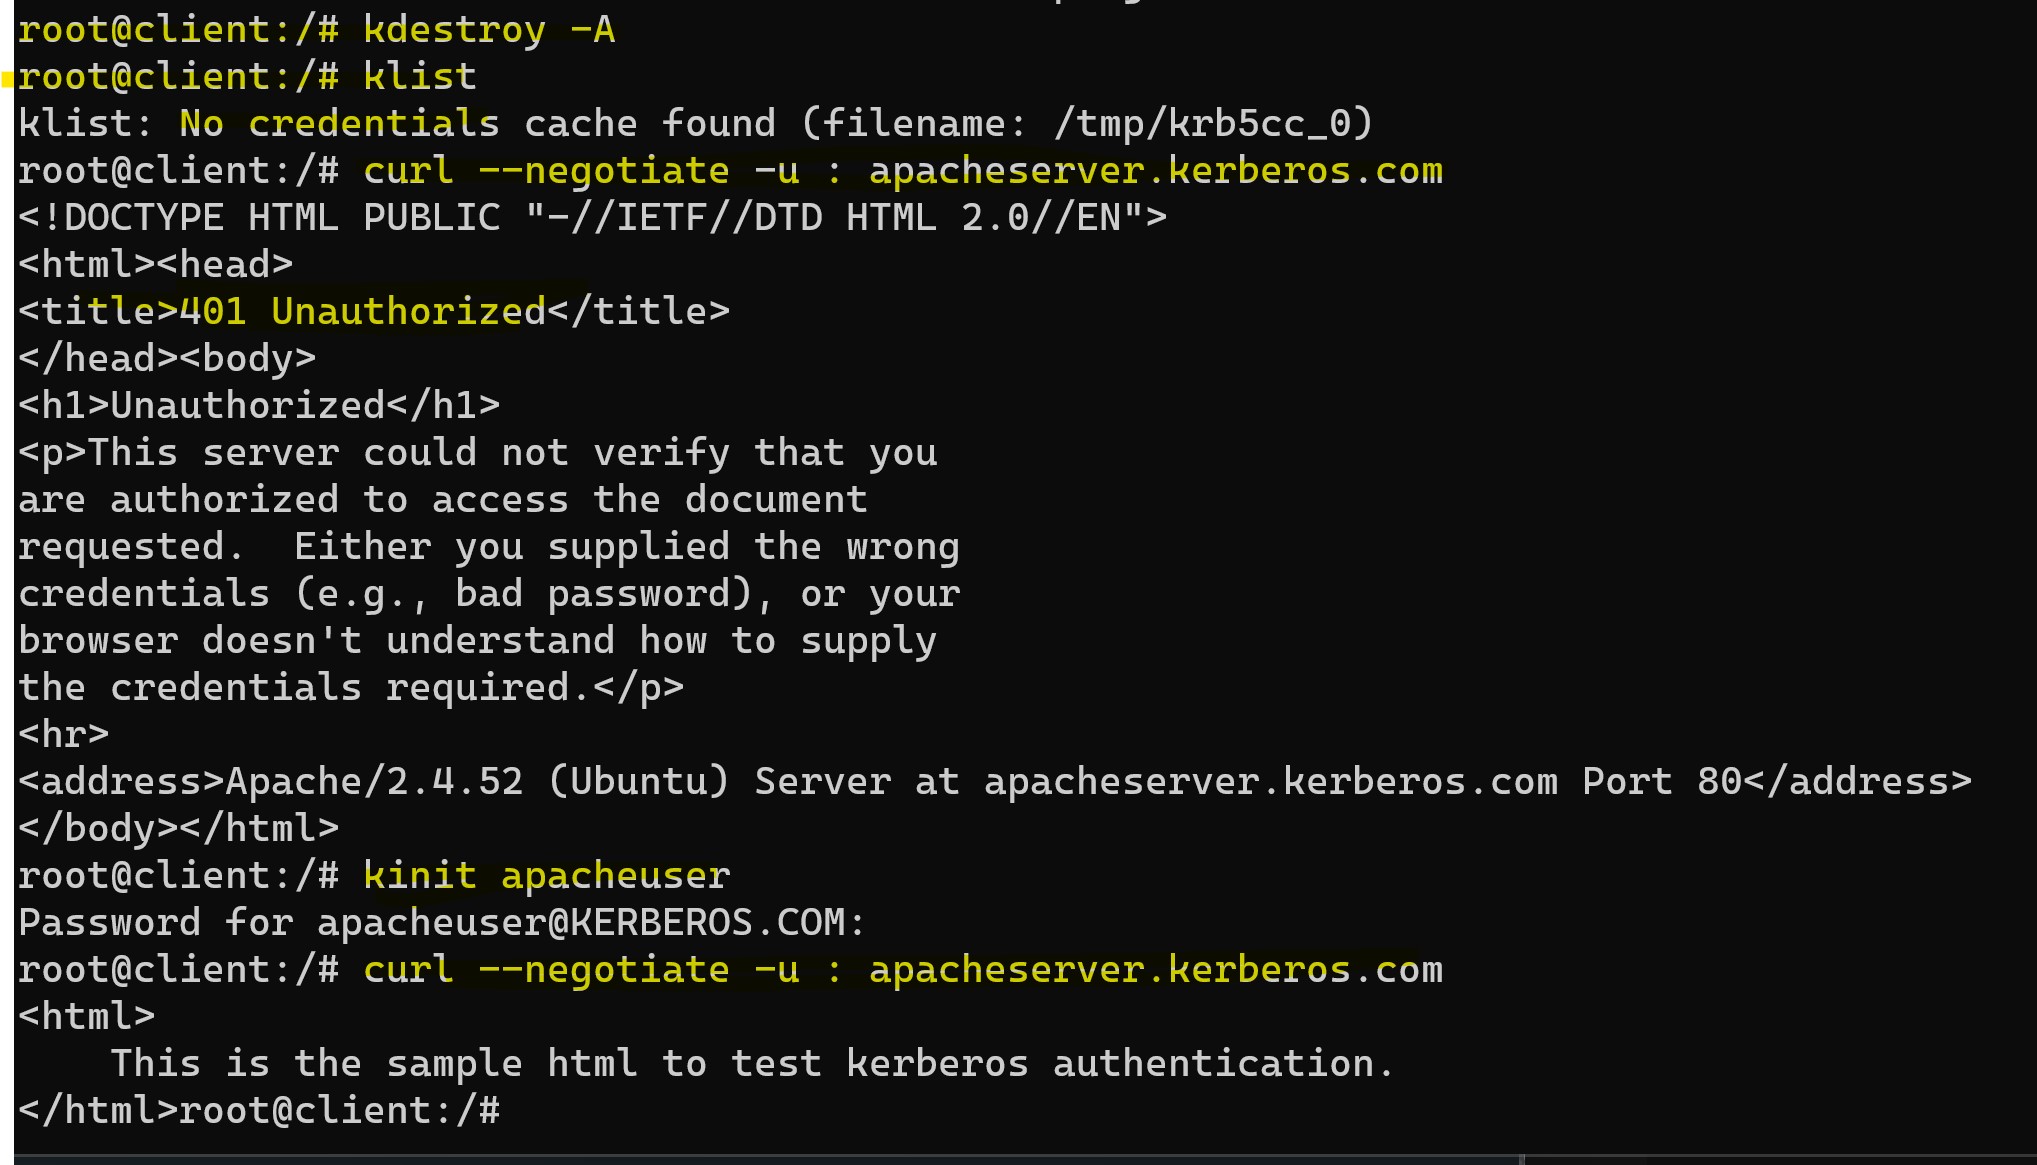 root@client:/# kdestroy -A
root@client:/# klist
klist: No credentials cache found (filename: /tmp/krb5cc_0)
root@client:/# curl --negotiate -u : apacheserver.kerberos.com
<!DOCTYPE HTML PUBLIC "-//IETF//DTD HTML 2.0//EN">
<html><head>
<title>401 Unauthorized</title>
</head><body>
<h1>Unauthorized</h1>
<p>This server could not verify that you
are authorized to access the document
requested.  Either you supplied the wrong
credentials (e.g., bad password), or your
browser doesn't understand how to supply
the credentials required.</p>
<hr>
<address>Apache/2.4.52 (Ubuntu) Server at apacheserver.kerberos.com Port 80</address>
</body></html>
root@client:/# kinit apacheuser
Password for apacheuser@KERBEROS.COM:
root@client:/# curl --negotiate -u : apacheserver.kerberos.com
<html>
    This is the sample html to test kerberos authentication.
</html>root@client:/#